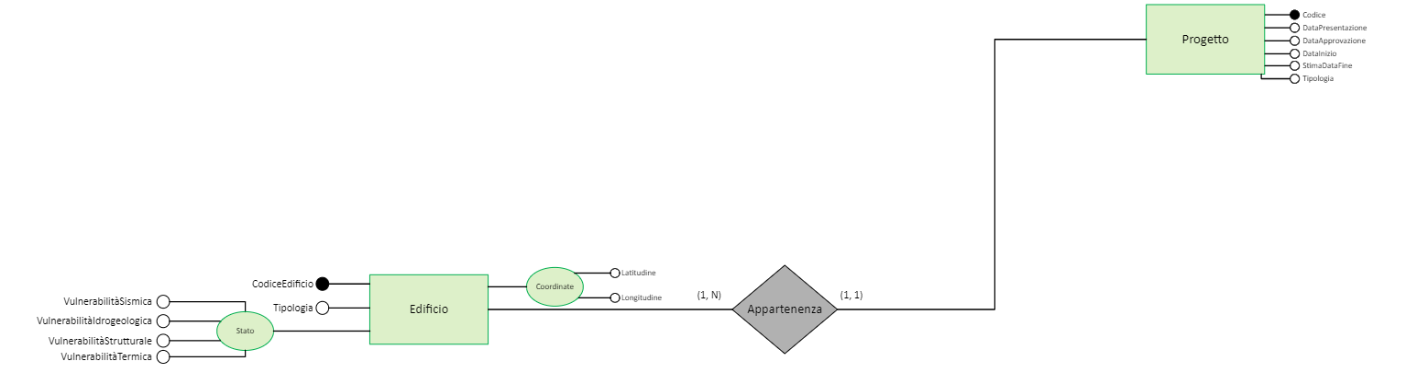 Progetto
Codice
DataPresentazione
DataApprovazione
DataInizio
StimaDataFine
Tipologia
VulnerabilitàSismica
VulnerabilitàIdrogeologica
VulnerabilitàStrutturale
VulnerabilitàTermica
Stato
CodiceEdificio
Tipologia
Edificio
Coordinate
Latitudine
Longitudine
(1, N)
Appartenenza
(1, 1)